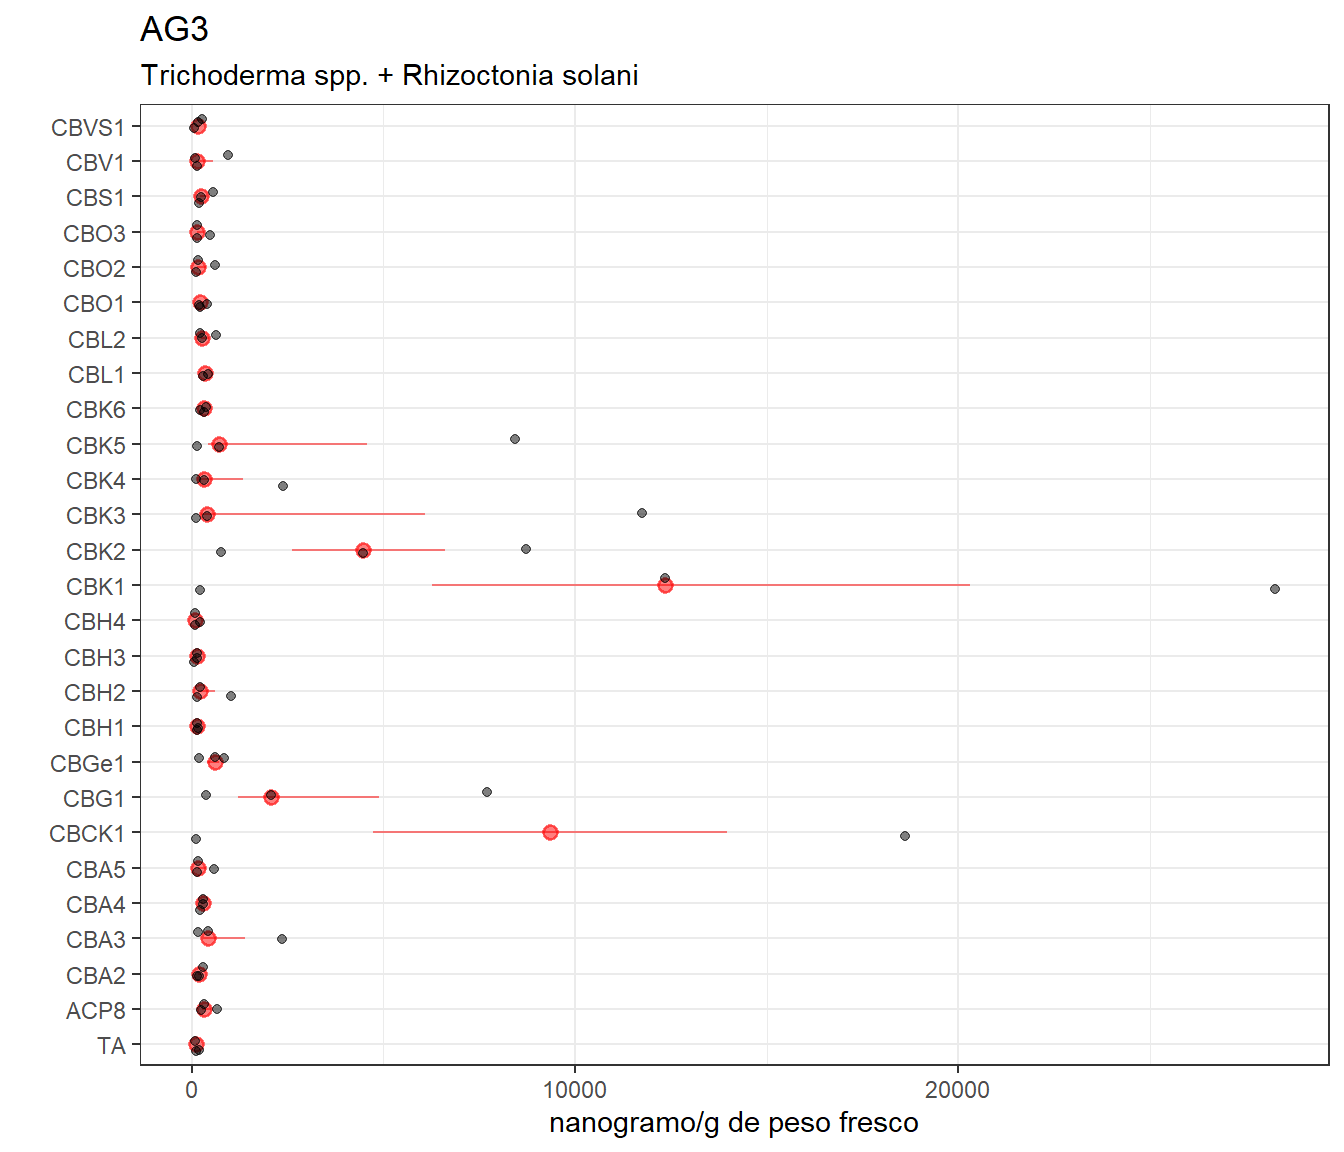 AG3
Trichoderma spp. + Rhizoctonia solani
CBVS1
CBV1
CBS1
CBO3
CBO2
CBO1
CBL2
CBL1
CBK6
CBK5
CBK4
CBK3
CBK2
CBK1
CBH4
CBH3
CBH2
CBH1
CBGe1
CBG1
CBCK1
CBA5
CBA4
CBA3
CBA2
ACP8
TA
0 10000 20000
nanogramo/g de peso fresco